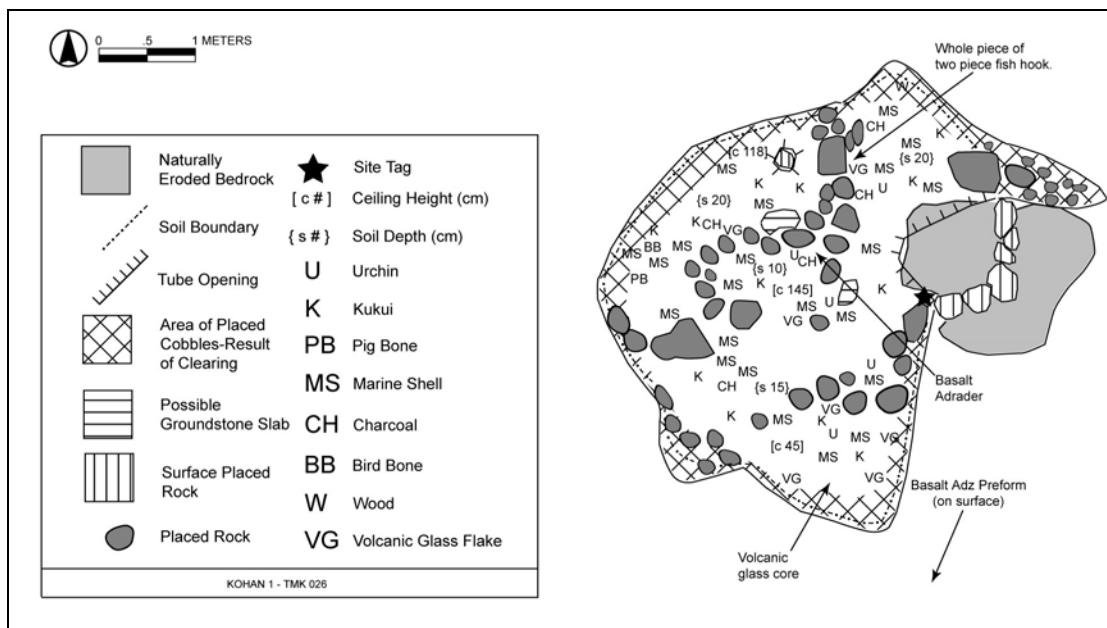 0 .5 1 METERS
Naturally
Eroded Bedrock
Soil Boundary
Tube Opening
Area of Placed
Cobbles-Result
of Clearing
Possible
Groundstone Slab
Surface Placed
Rock
Placed Rock
Site Tag
[ c # ] Ceiling Height (cm)
{ s # } Soil Depth (cm)
U Urchin
K Kukui
PB Pig Bone
MS Marine Shell
CH Charcoal
BB Bird Bone
W Wood
VG Volcanic Glass Flake
KOHAN 1 - TMK 026
Whole piece of
two piece fish hook.
W
MS
CH K
{c 118]
MS
MS
{s 20}
VG MS
K K
K MS
CH U
{s 20}
MS
K CH VG
K
BB MS
MS
MS
PB
MS
{s 10}
U
CH
MS
MS
K
[c 145]
U
K
MS
MS
VG
MS
MS
MS
MS
K
CH
{s 15}
U
MS
K
MS
VG
K
U
MS VG
[c 45]
MS
K
VG
VG
Basalt
Adrader
Basalt Adz Preform
(on surface)
Volcanic
glass core